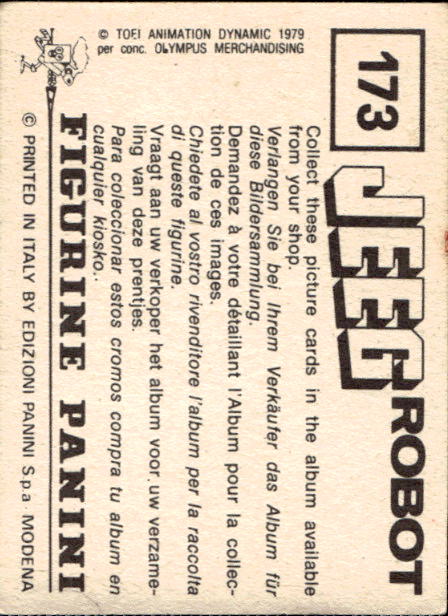 173
JEEG ROBOT
Collect these picture cards in the album available
from your shop.
Verlangen Sie bei Ihrem Verkäufer das Album für
diese Bildersammlung.
Demandez à votre détaillant l'Album pour la collec-
tion de ces images.
Chiedete al vostro rivenditore l'album per la raccolta
di queste figurine.
Vraagt aan uw verkoper het album voor uw verzame-
ling van deze prentjes.
Para coleccionar estos cromos compra tu album en
cualquier kiosko.
FIGURINE PANINI
© PRINTED IN ITALY BY EDIZIONI PANINI S.p.a - MODENA
© TOEI ANIMATION DYNAMIC 1979
per conc. OLYMPUS MERCHANDISING